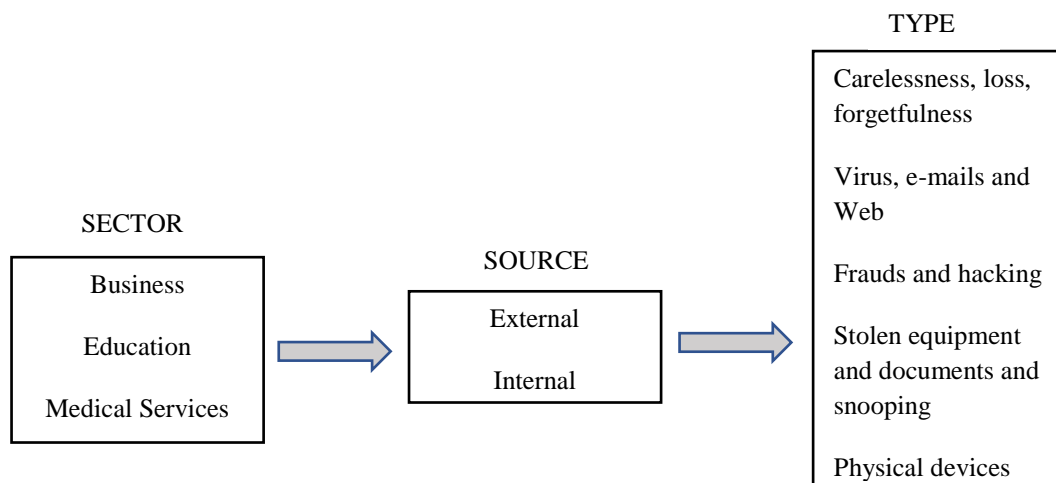 SECTOR
Business
Education
Medical Services
SOURCE
External
Internal
TYPE
Carelessness, loss,
forgetfulness
Virus, e-mails and
Web
Frauds and hacking
Stolen equipment
and documents and
snooping
Physical devices